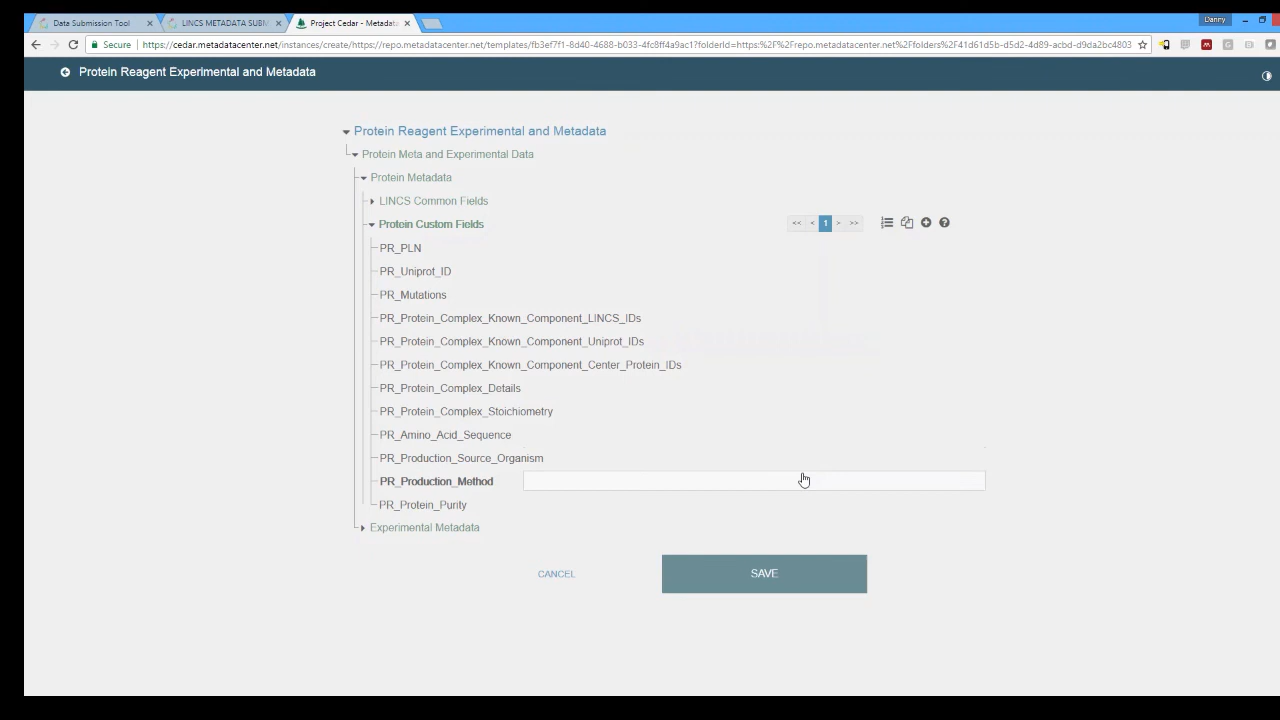 Data Submission Tool
LINCS METADATA SUBM
Project Cedar - Metadata
Danny
Secure
https://cedar.metadatacenter.net/instances/create/https://repo.metadatacenter.net/templates/fb3ef7f1-8d40-4688-b033-4fc8ff4a9ac1?folderId=https:%2F%2Frepo.metadatacenter.net%2Ffolders%2F41d61d5b-d5d2-4d89-acbd-d9da2bc4803
Protein Reagent Experimental and Metadata
Protein Reagent Experimental and Metadata
Protein Meta and Experimental Data
Protein Metadata
LINCS Common Fields
Protein Custom Fields << < 1 > >>
PR_PLN
PR_Uniprot_ID
PR_Mutations
PR_Protein_Complex_Known_Component_LINCS_IDs
PR_Protein_Complex_Known_Component_Uniprot_IDs
PR_Protein_Complex_Known_Component_Center_Protein_IDs
PR_Protein_Complex_Details
PR_Protein_Complex_Stoichiometry
PR_Amino_Acid_Sequence
PR_Production_Source_Organism
PR_Production_Method
PR_Protein_Purity
Experimental Metadata
CANCEL
SAVE